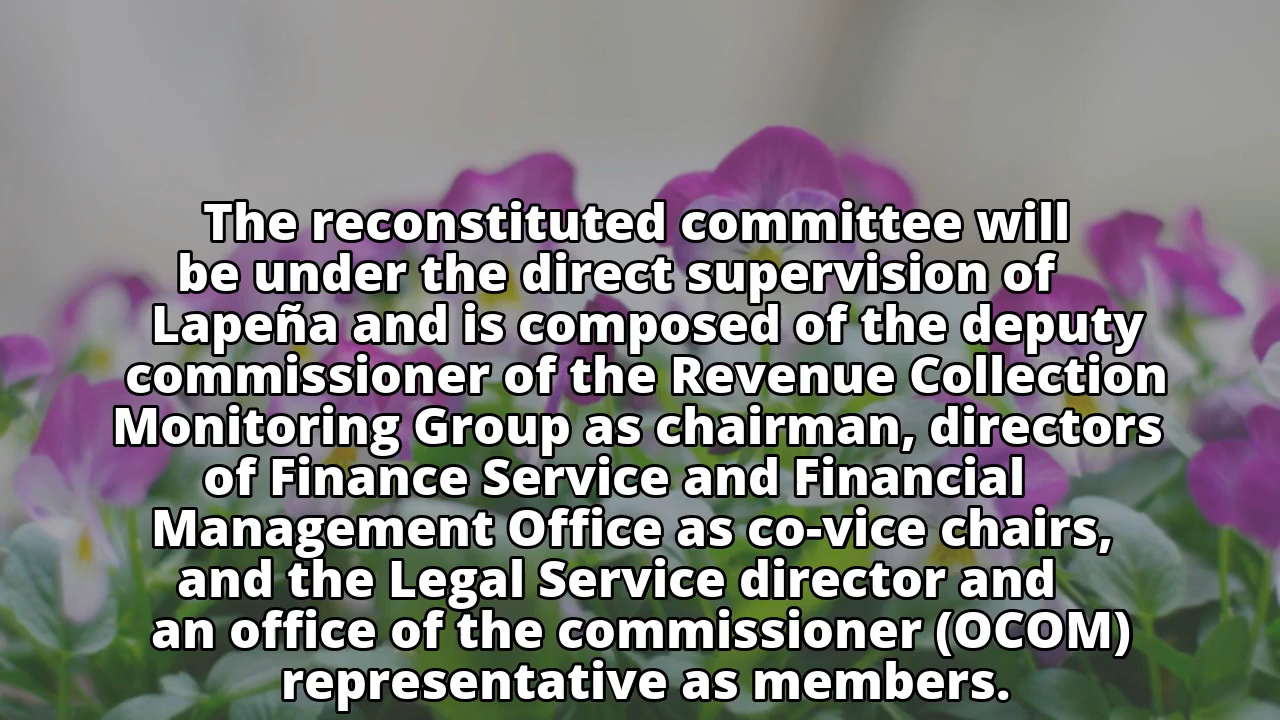 The reconstituted committee will
be under the direct supervision of
Lapeña and is composed of the deputy
commissioner of the Revenue Collection
Monitoring Group as chairman, directors
of Finance Service and Financial
Management Office as co-vice chairs,
and the Legal Service director and
an office of the commissioner (OCOM)
representative as members.